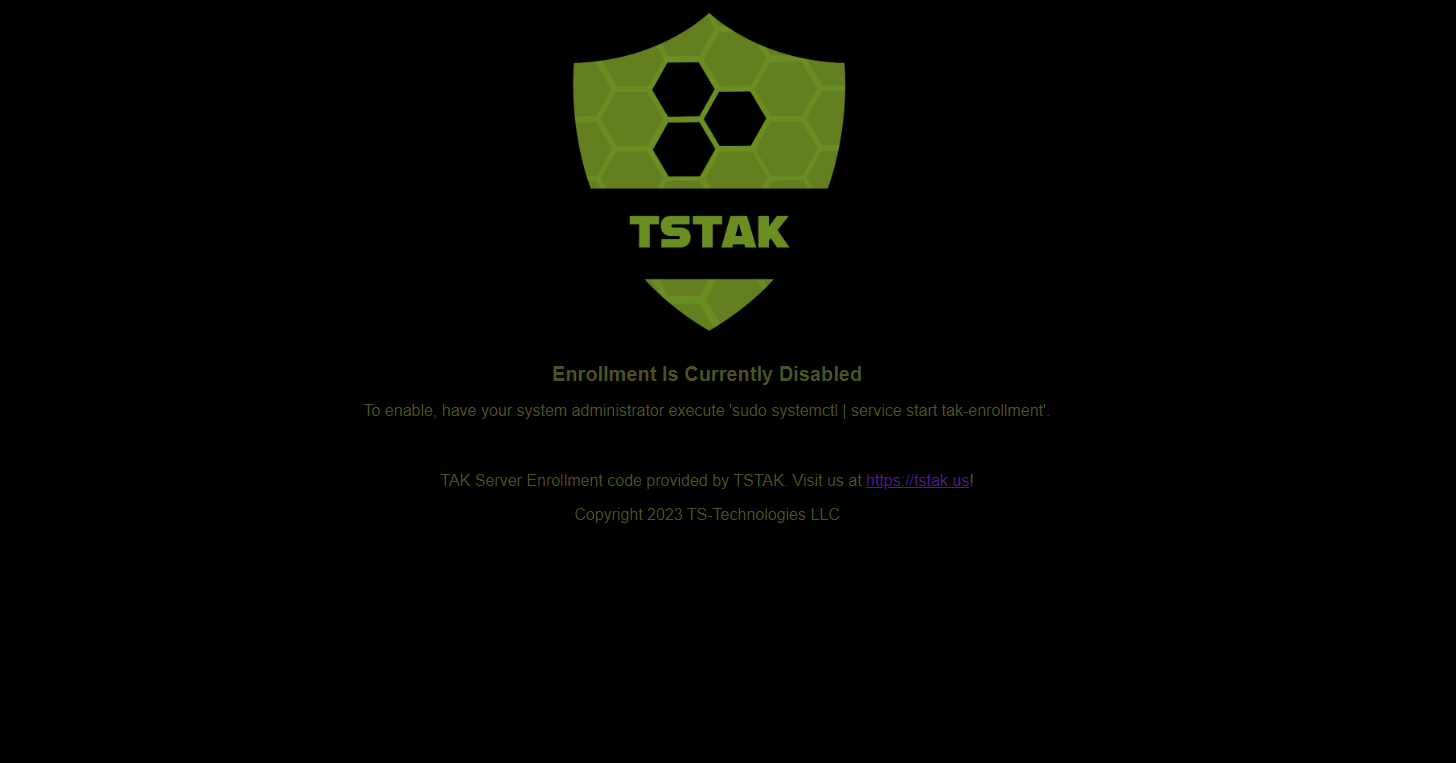 TSTAK
Enrollment Is Currently Disabled
To enable, have your system administrator execute 'sudo systemctl | service start tak-enrollment'.
TAK Server Enrollment code provided by TSTAK. Visit us at https://tstak.us!
Copyright 2023 TS-Technologies LLC